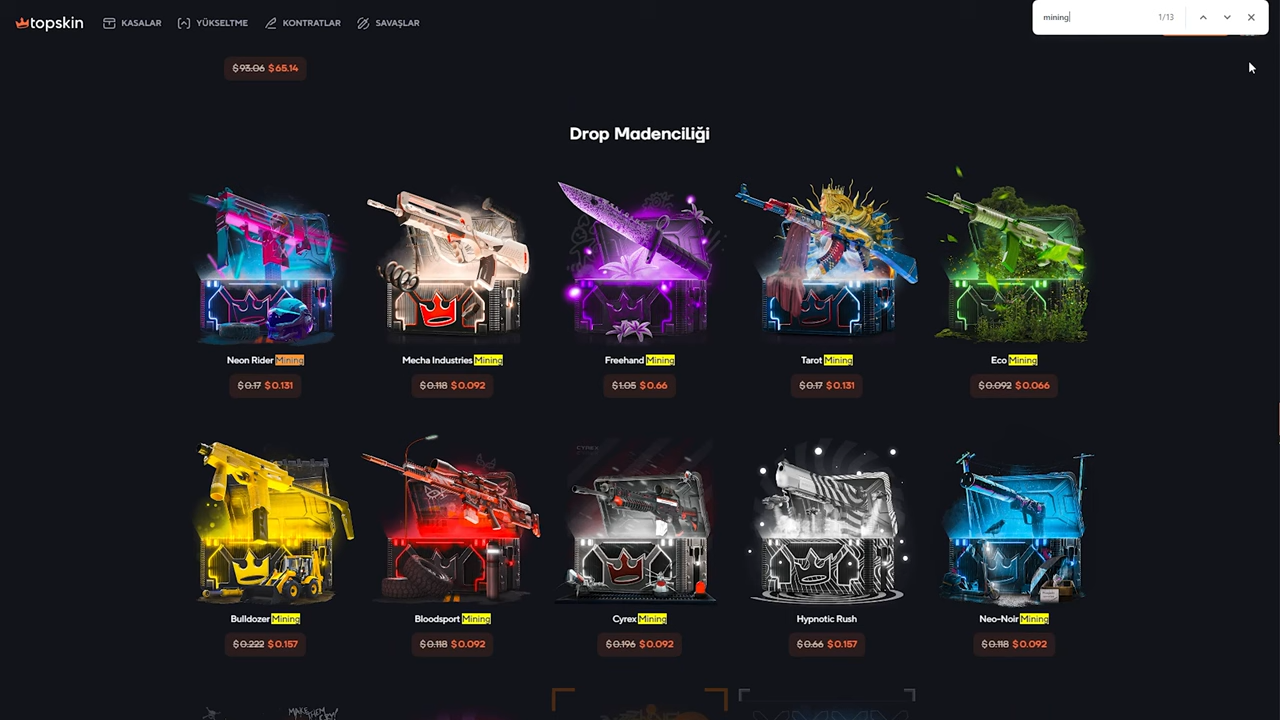 topskin KASALAR YÜKSELTME KONTRATLAR SAVAŞLAR
mining 1/13
$93.06 $65.14
Drop Madenciliği
Neon Rider Mining
$0.17 $0.131
Mecha Industries Mining
$0.118 $0.092
Freehand Mining
$1.05 $0.66
Tarot Mining
$0.17 $0.131
Eco Mining
$0.092 $0.066
CYREX
Bulldozer Mining
$0.222 $0.157
Bloodsport Mining
$0.118 $0.092
Cyrex Mining
$0.196 $0.092
Hypnotic Rush
$0.66 $0.157
Neo-Noir Mining
$0.118 $0.092